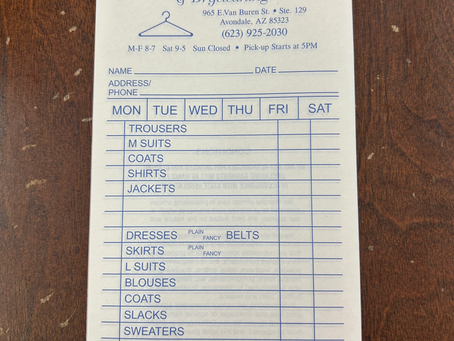 & Drycleaning
965 E.Van Buren St. • Ste. 129
Avondale, AZ 85323
(623) 925-2030
M-F 8-7 Sat 9-5 Sun Closed • Pick-up Starts at 5PM
NAME DATE
ADDRESS/
PHONE
MON TUE WED THU FRI SAT
TROUSERS
M SUITS
COATS
SHIRTS
JACKETS
DRESSES PLAIN FANCY BELTS
SKIRTS PLAIN FANCY
L SUITS
BLOUSES
COATS
SLACKS
SWEATERS